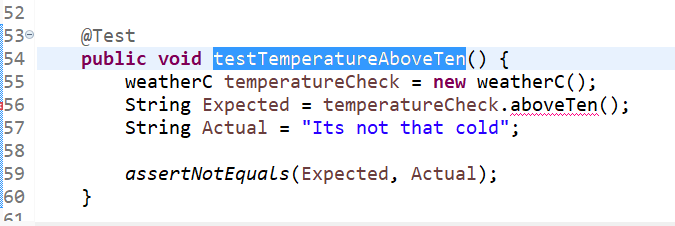 52
53 @Test
54 public void testTemperatureAboveTen() {
55 weatherC temperatureCheck = new weatherC();
56 String Expected = temperatureCheck.aboveTen();
57 String Actual = "Its not that cold";
58
59 assertNotEquals(Expected, Actual);
60 }
61